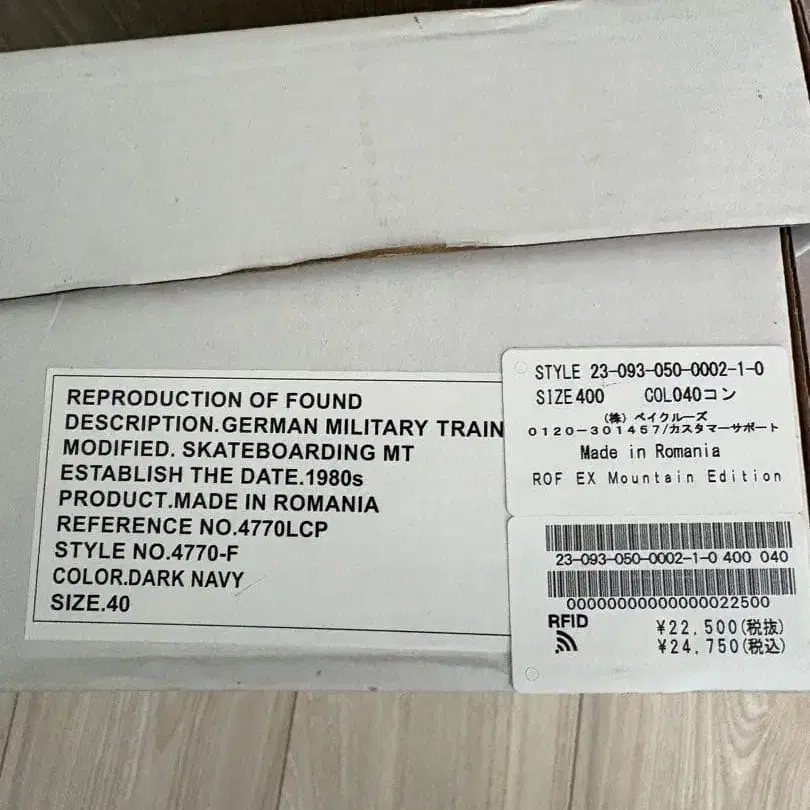 REPRODUCTION OF FOUND
DESCRIPTION.GERMAN MILITARY TRAIN
MODIFIED. SKATEBOARDING MT
ESTABLISH THE DATE.1980s
PRODUCT.MADE IN ROMANIA
REFERENCE NO.4770LCP
STYLE NO.4770-F
COLOR.DARK NAVY
SIZE.40
STYLE 23-093-050-0002-1-0
SIZE400 COL040コン
(株) ベイクルーズ
0120-301457/カスタマーサポート
Made in Romania
ROF EX Mountain Edition
23-093-050-0002-1-0 400 040
00000000000000022500
RFID
¥22,500(税抜)
¥24,750(税込)